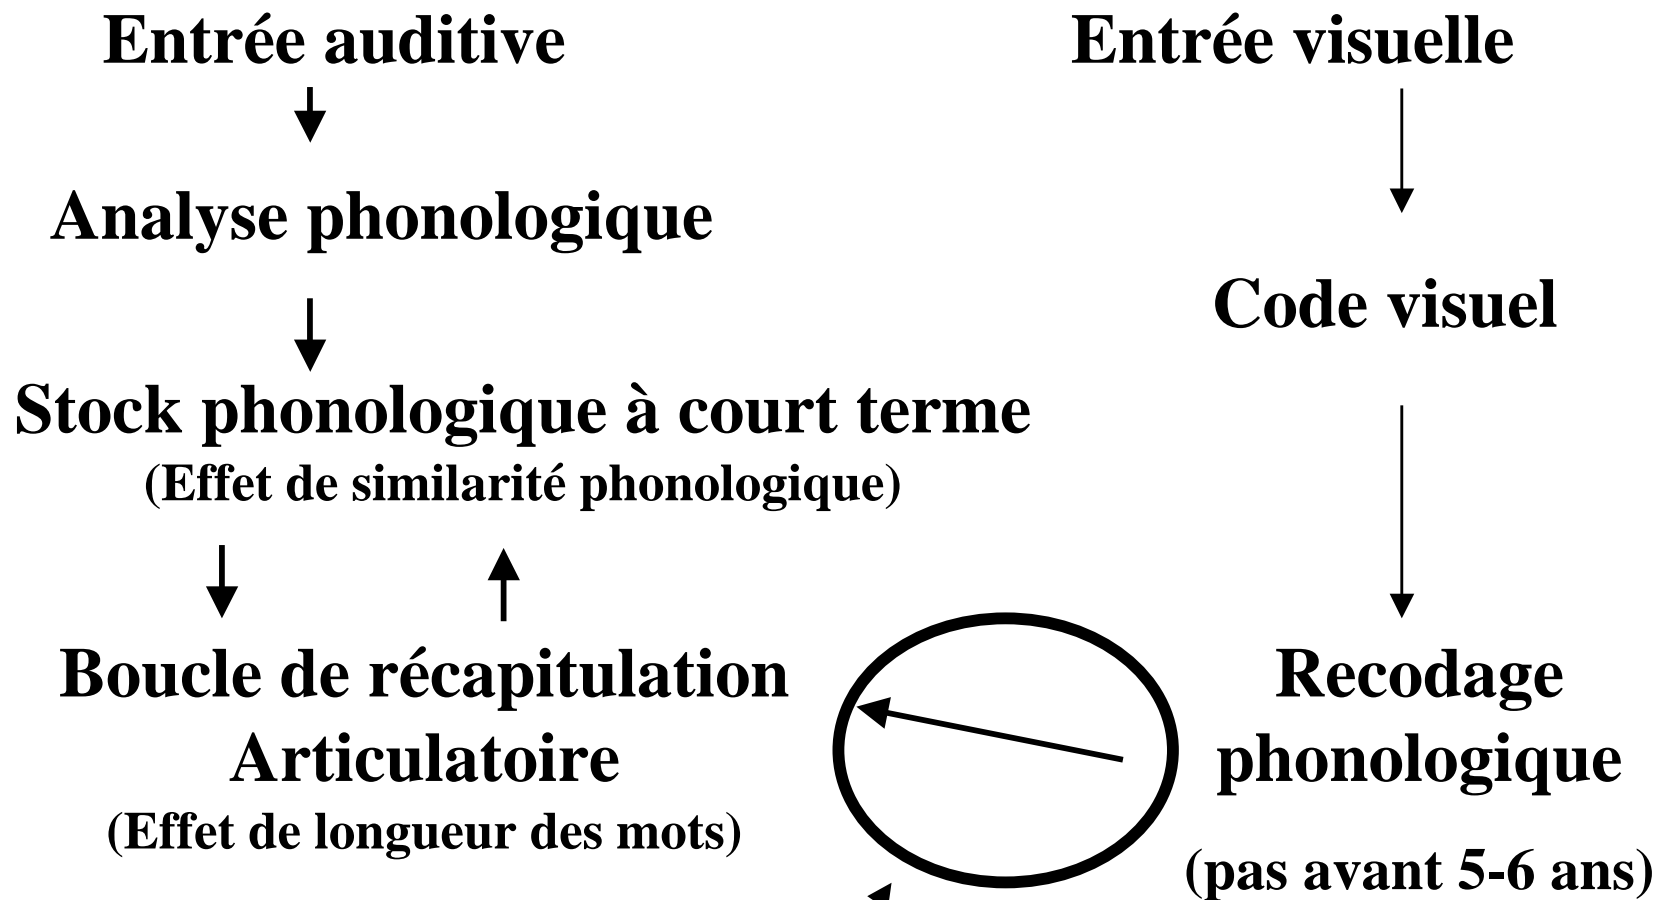 Entrée auditive
Entrée visuelle
Analyse phonologique
Code visuel
Stock phonologique à court terme
(Effet de similarité phonologique)
Boucle de récapitulation
Articulatoire
(Effet de longueur des mots)
Recodage
phonologique
(pas avant 5-6 ans)